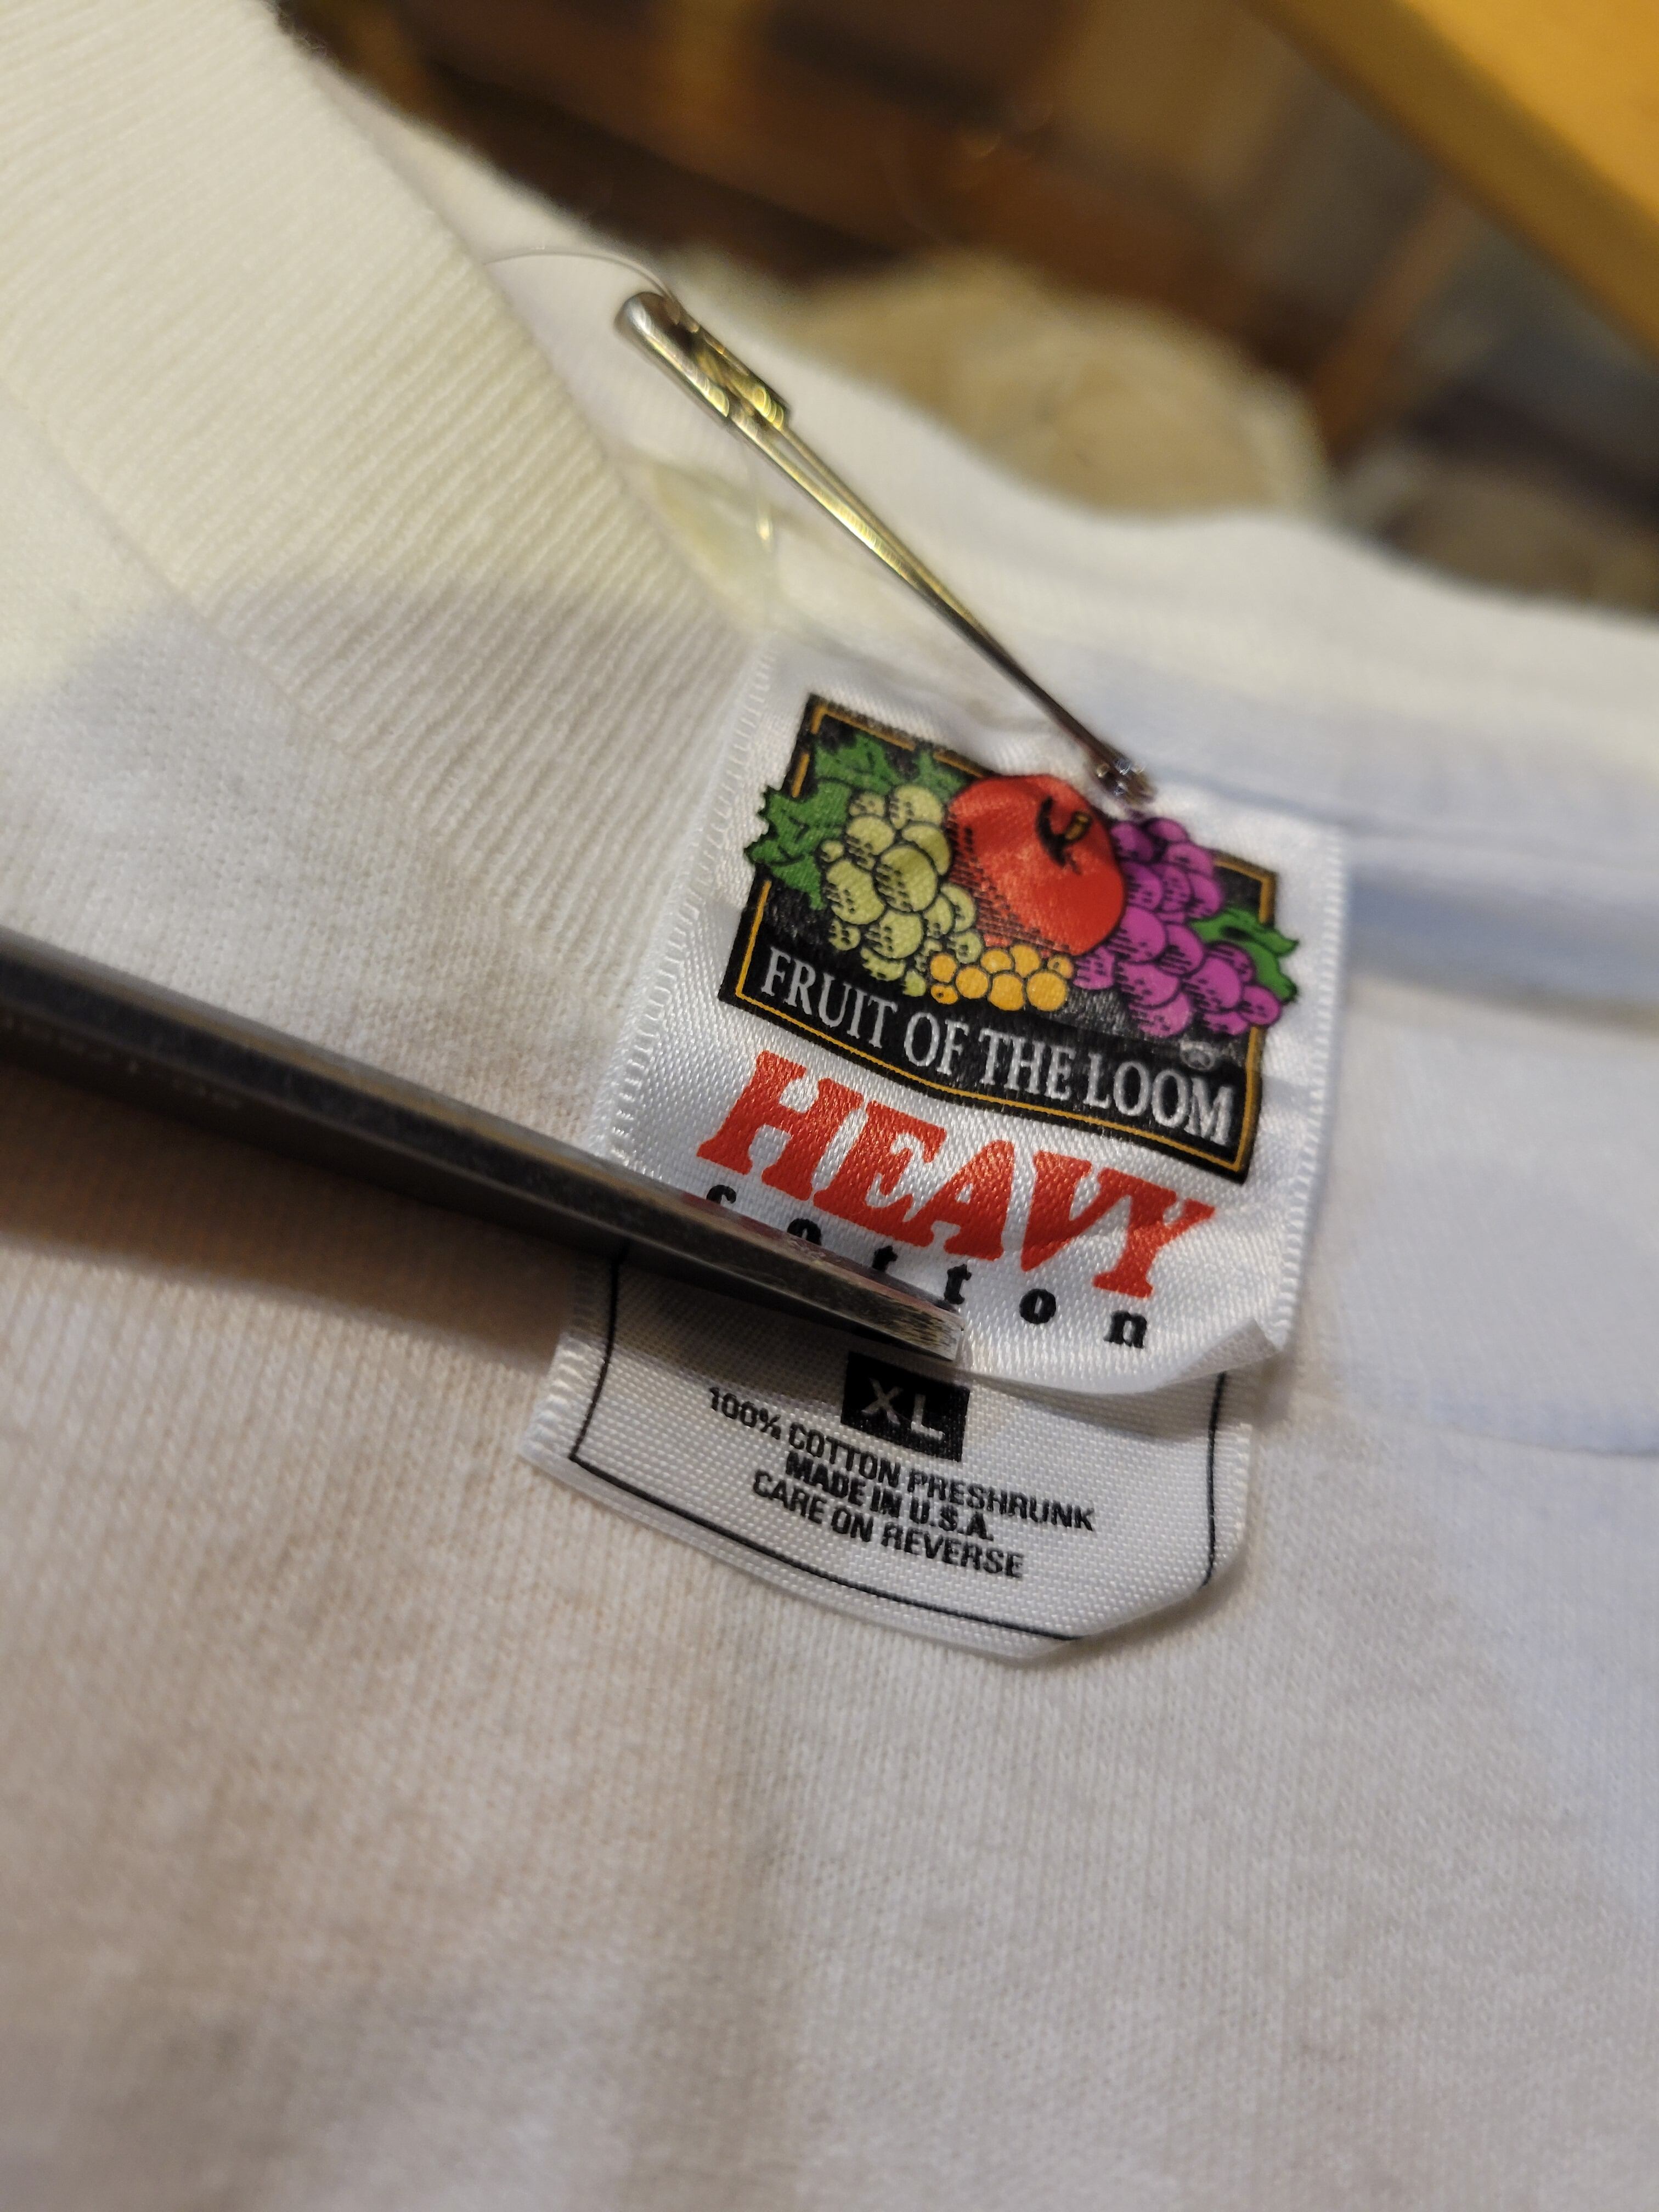 FRUIT OF THE LOOM
HEAVY
cotton
XL
100% COTTON PRESHRUNK
MADE IN U.S.A.
CARE ON REVERSE